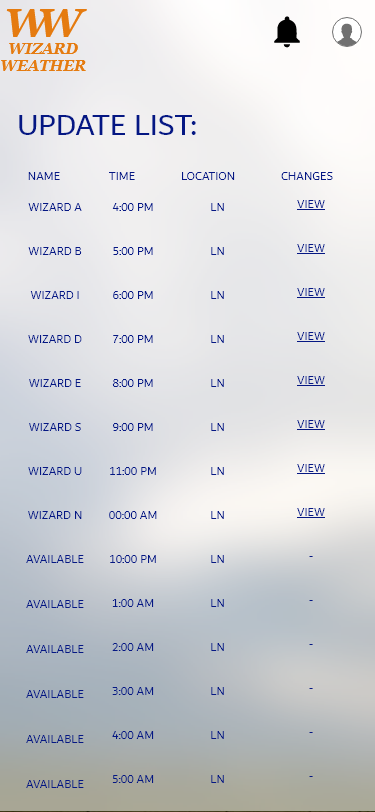 WW
WIZARD
WEATHER
UPDATE LIST:
NAME TIME LOCATION CHANGES
WIZARD A 4:00 PM LN VIEW
WIZARD B 5:00 PM LN VIEW
WIZARD I 6:00 PM LN VIEW
WIZARD D 7:00 PM LN VIEW
WIZARD E 8:00 PM LN VIEW
WIZARD S 9:00 PM LN VIEW
WIZARD U 11:00 PM LN VIEW
WIZARD N 00:00 AM LN VIEW
AVAILABLE 10:00 PM LN -
AVAILABLE 1:00 AM LN -
AVAILABLE 2:00 AM LN -
AVAILABLE 3:00 AM LN -
AVAILABLE 4:00 AM LN -
AVAILABLE 5:00 AM LN -